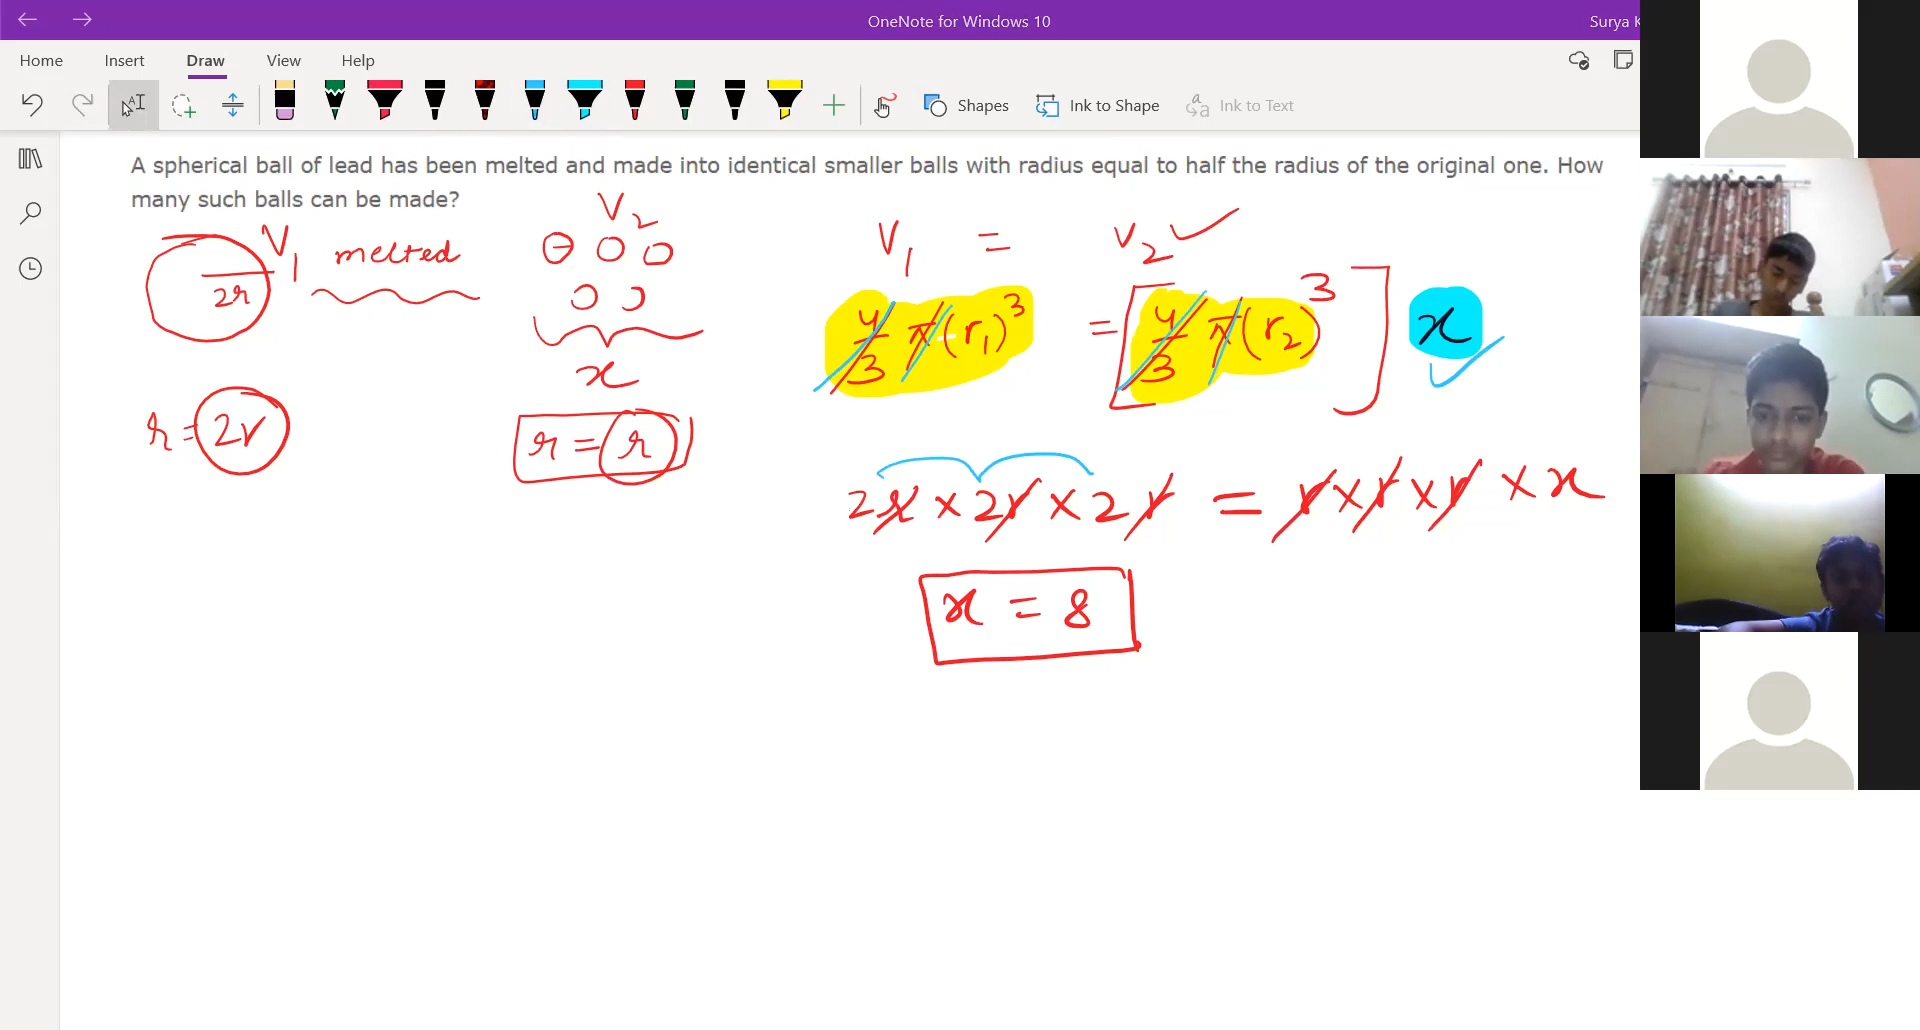 OneNote for Windows 10
Surya K
Home Insert Draw View Help
Shapes Ink to Shape Ink to Text
A spherical ball of lead has been melted and made into identical smaller balls with radius equal to half the radius of the original one. How
many such balls can be made?
V₁ melted V₂
2r
x
r = 2r
r = r
V₁ = V₂
4/3 π(r₁)³ = [4/3 π(r₂)³] x
2r × 2r × 2r = r × r × r × x
x = 8